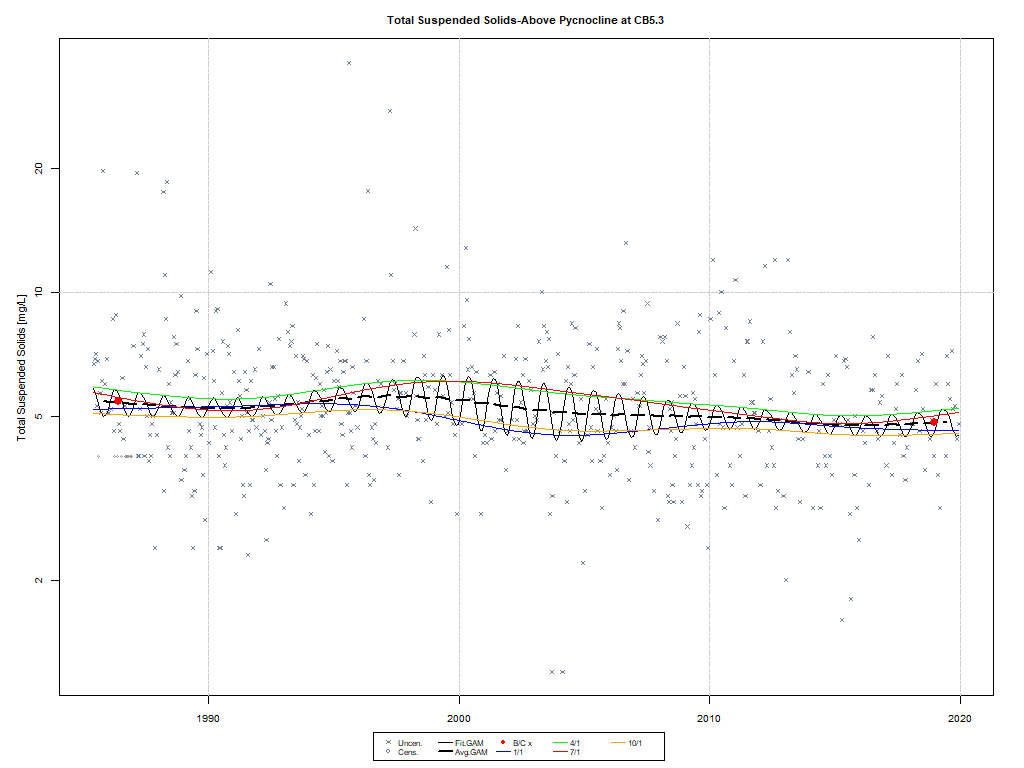 Total Suspended Solids-Above Pycnocline at CB5.3
Total Suspended Solids [mg/L]
20
10
5
2
1990 2000 2010 2020
Uncen. Fit.GAM B/C x 4/1 10/1
Cens. Avg.GAM 1/1 7/1